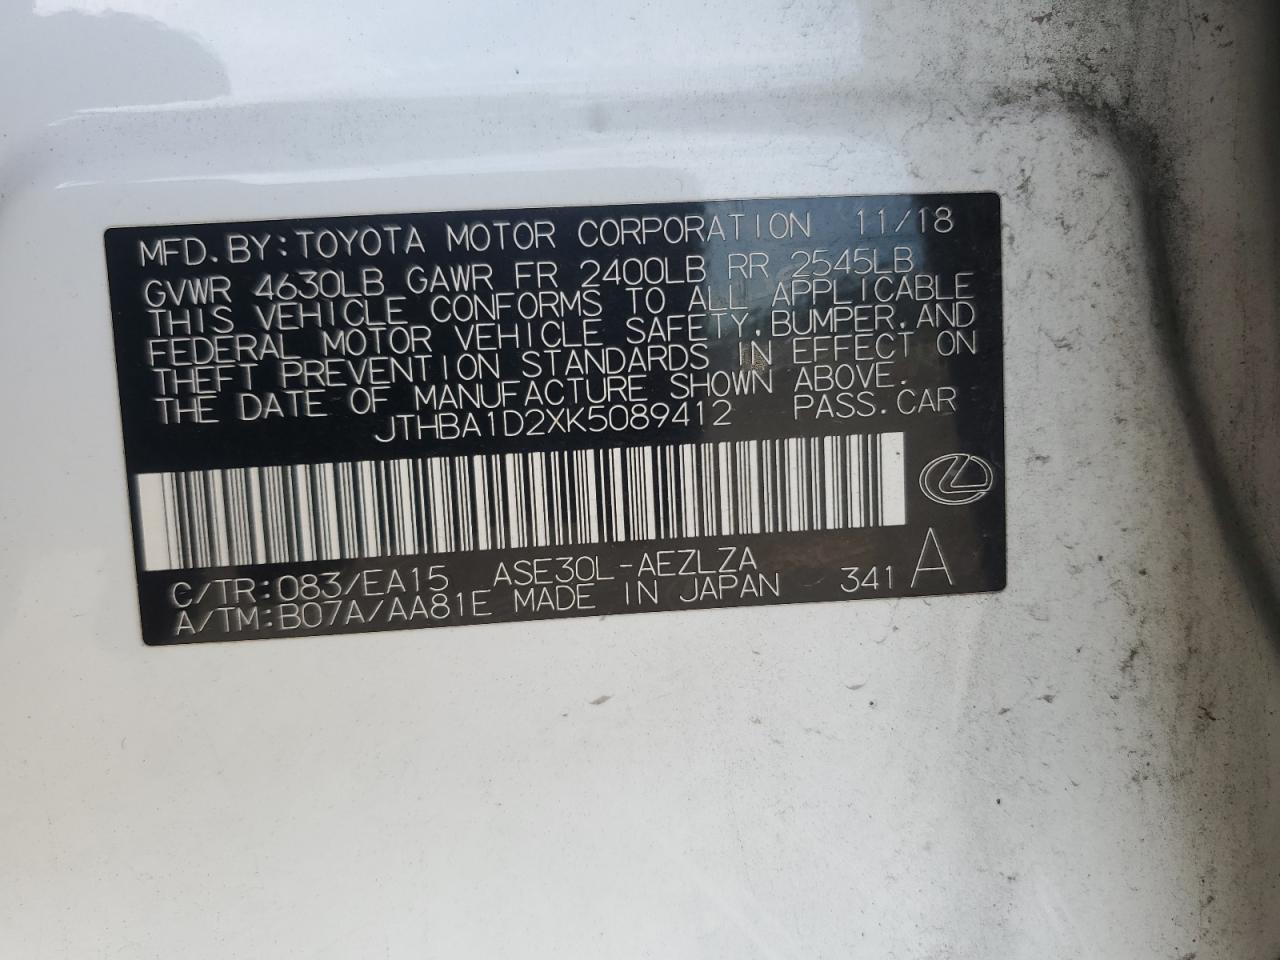 MFD.BY:TOYOTA MOTOR CORPORATION 11/18
GVWR 4630LB GAWR FR 2400LB RR 2545LB
THIS VEHICLE CONFORMS TO ALL APPLICABLE
FEDERAL MOTOR VEHICLE SAFETY,BUMPER,AND
THEFT PREVENTION STANDARDS IN EFFECT ON
THE DATE OF MANUFACTURE SHOWN ABOVE.
JTHBA1D2XK5089412 PASS.CAR
C/TR:083/EA15 ASE30L-AEZLZA
A/TM:B07A/AA81E MADE IN JAPAN 341 A